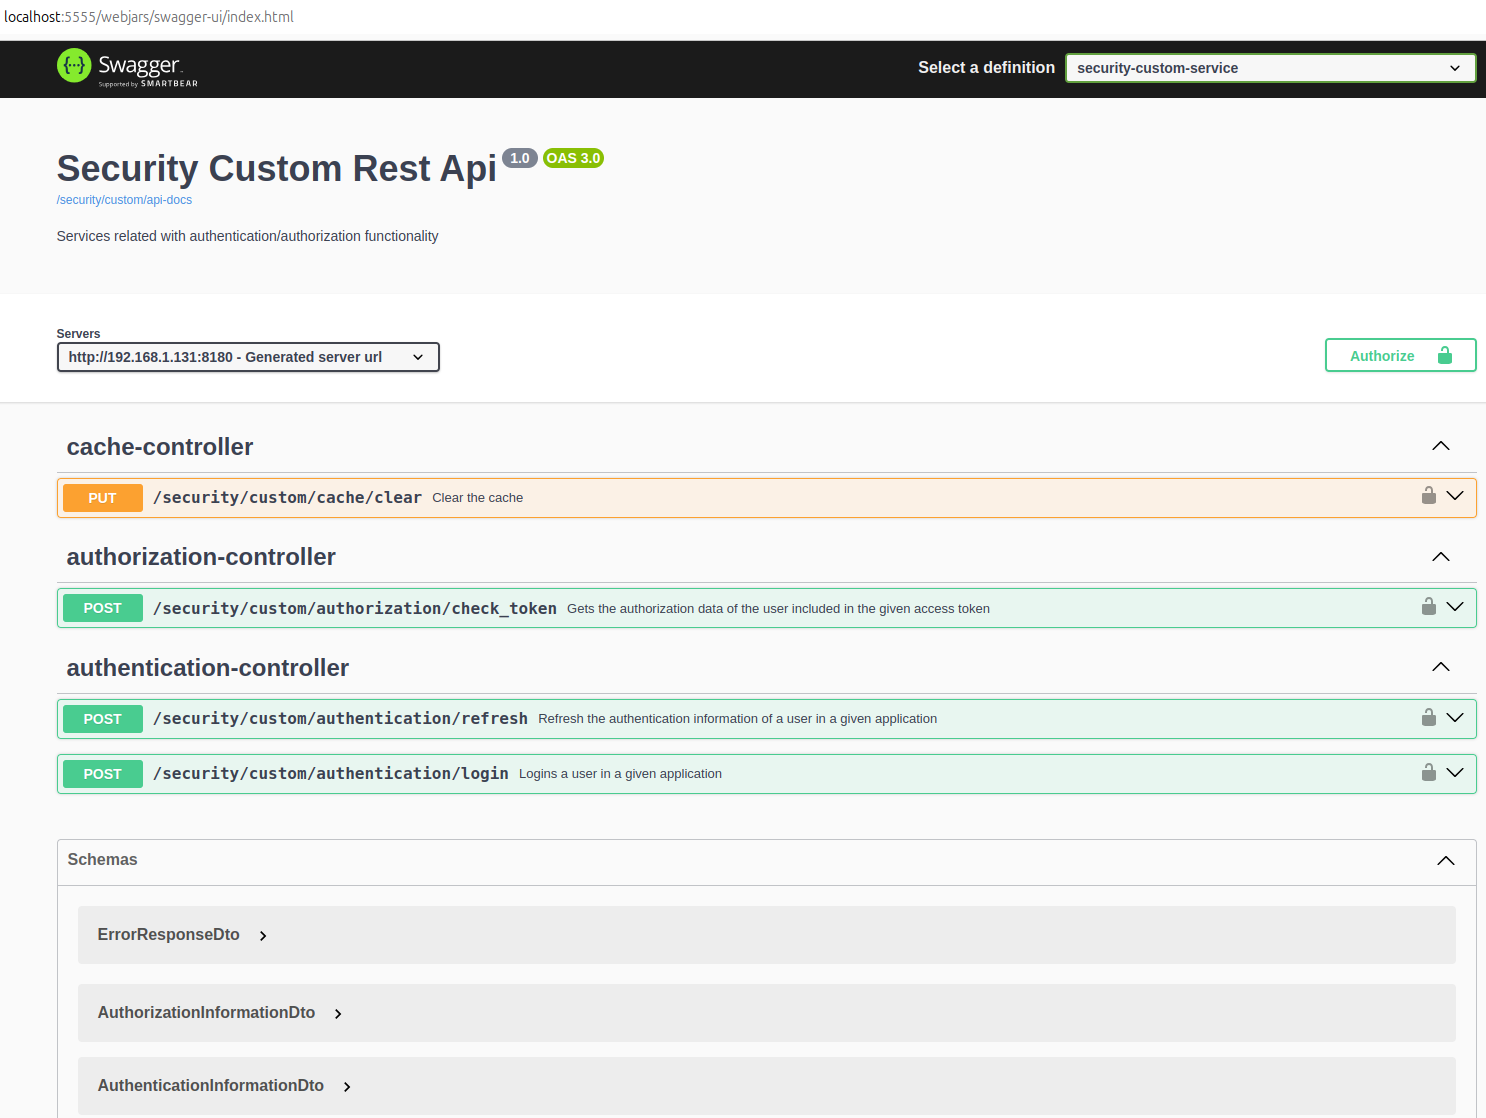 localhost:5555/webjars/swagger-ui/index.html
{···} Swagger
Supported by SMARTBEAR
Select a definition
security-custom-service
Security Custom Rest Api 1.0 OAS 3.0
/security/custom/api-docs
Services related with authentication/authorization functionality
Servers
http://192.168.1.131:8180 - Generated server url
Authorize
cache-controller
PUT /security/custom/cache/clear Clear the cache
authorization-controller
POST /security/custom/authorization/check_token Gets the authorization data of the user included in the given access token
authentication-controller
POST /security/custom/authentication/refresh Refresh the authentication information of a user in a given application
POST /security/custom/authentication/login Logins a user in a given application
Schemas
ErrorResponseDto
AuthorizationInformationDto
AuthenticationInformationDto